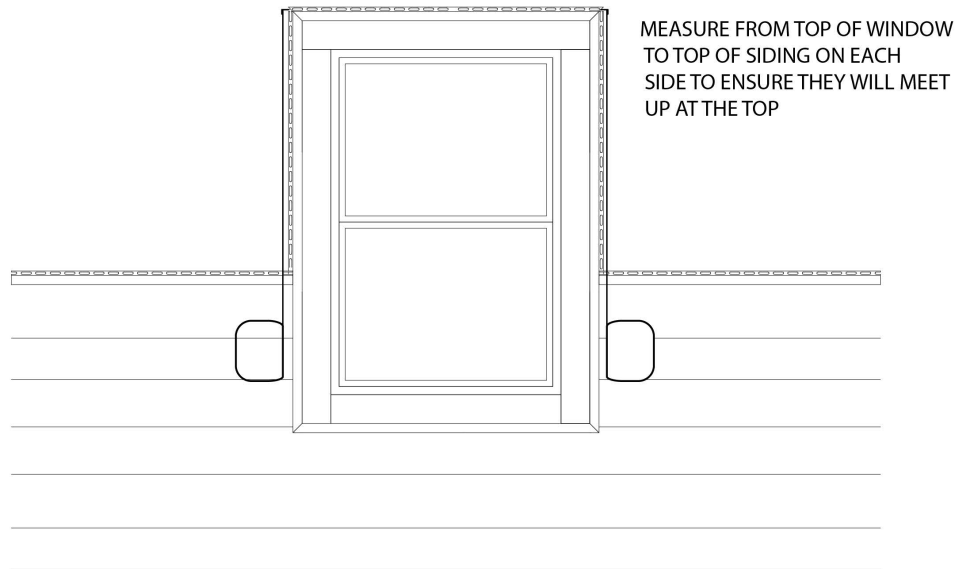 MEASURE FROM TOP OF WINDOW
TO TOP OF SIDING ON EACH
SIDE TO ENSURE THEY WILL MEET
UP AT THE TOP